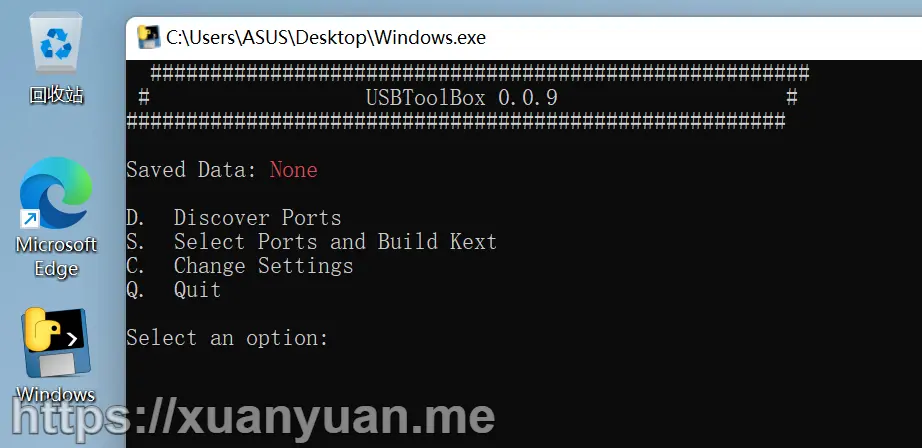 C:\Users\ASUS\Desktop\Windows.exe
#######################################################
# USBToolBox 0.0.9 #
#######################################################
回收站
Saved Data: None
D. Discover Ports
S. Select Ports and Build Kext
C. Change Settings
Q. Quit
Microsoft
Edge
Select an option:
Windows
https://xuanyuan.me